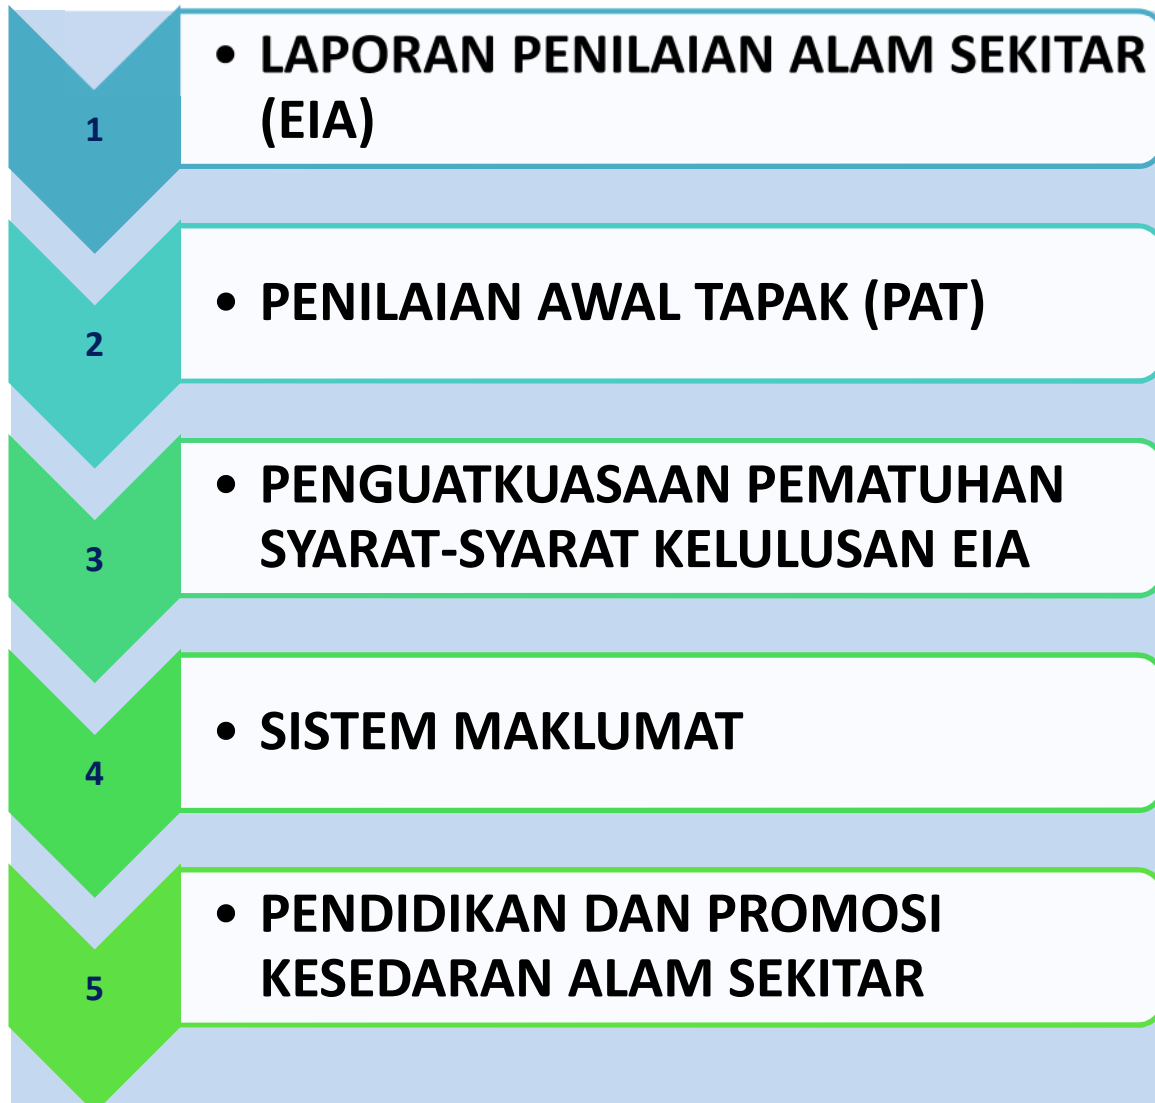 1
• LAPORAN PENILAIAN ALAM SEKITAR
(EIA)
2
• PENILAIAN AWAL TAPAK (PAT)
3
• PENGUATKUASAAN PEMATUHAN
SYARAT-SYARAT KELULUSAN EIA
4
• SISTEM MAKLUMAT
5
• PENDIDIKAN DAN PROMOSI
KESEDARAN ALAM SEKITAR